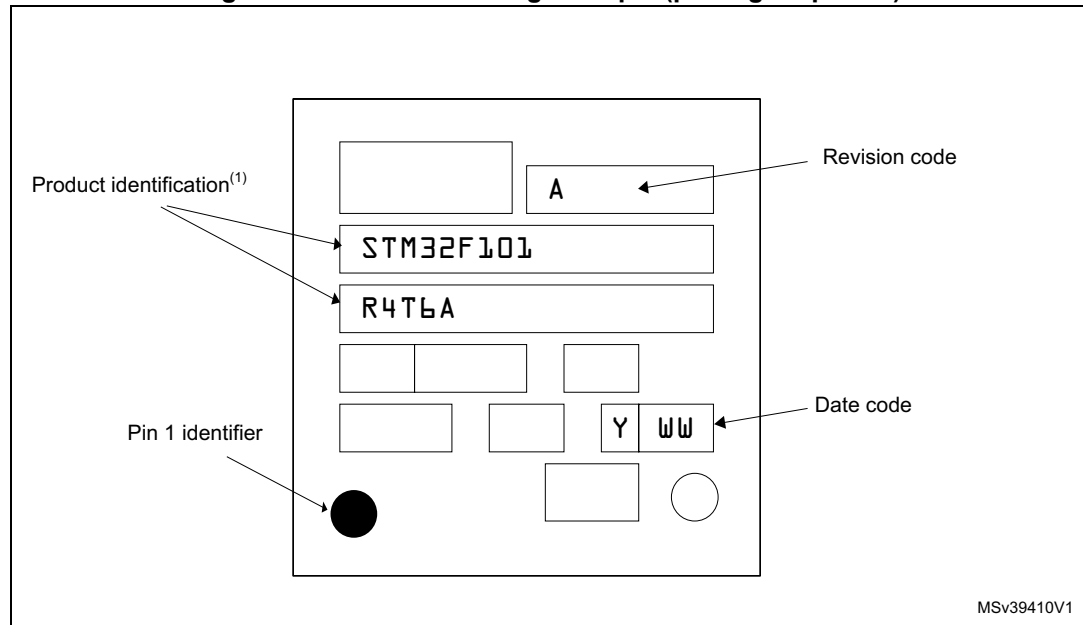 Revision code
A
Product identification(1)
STM32F101
R4T6A
Date code
Y WW
Pin 1 identifier
MSv39410V1